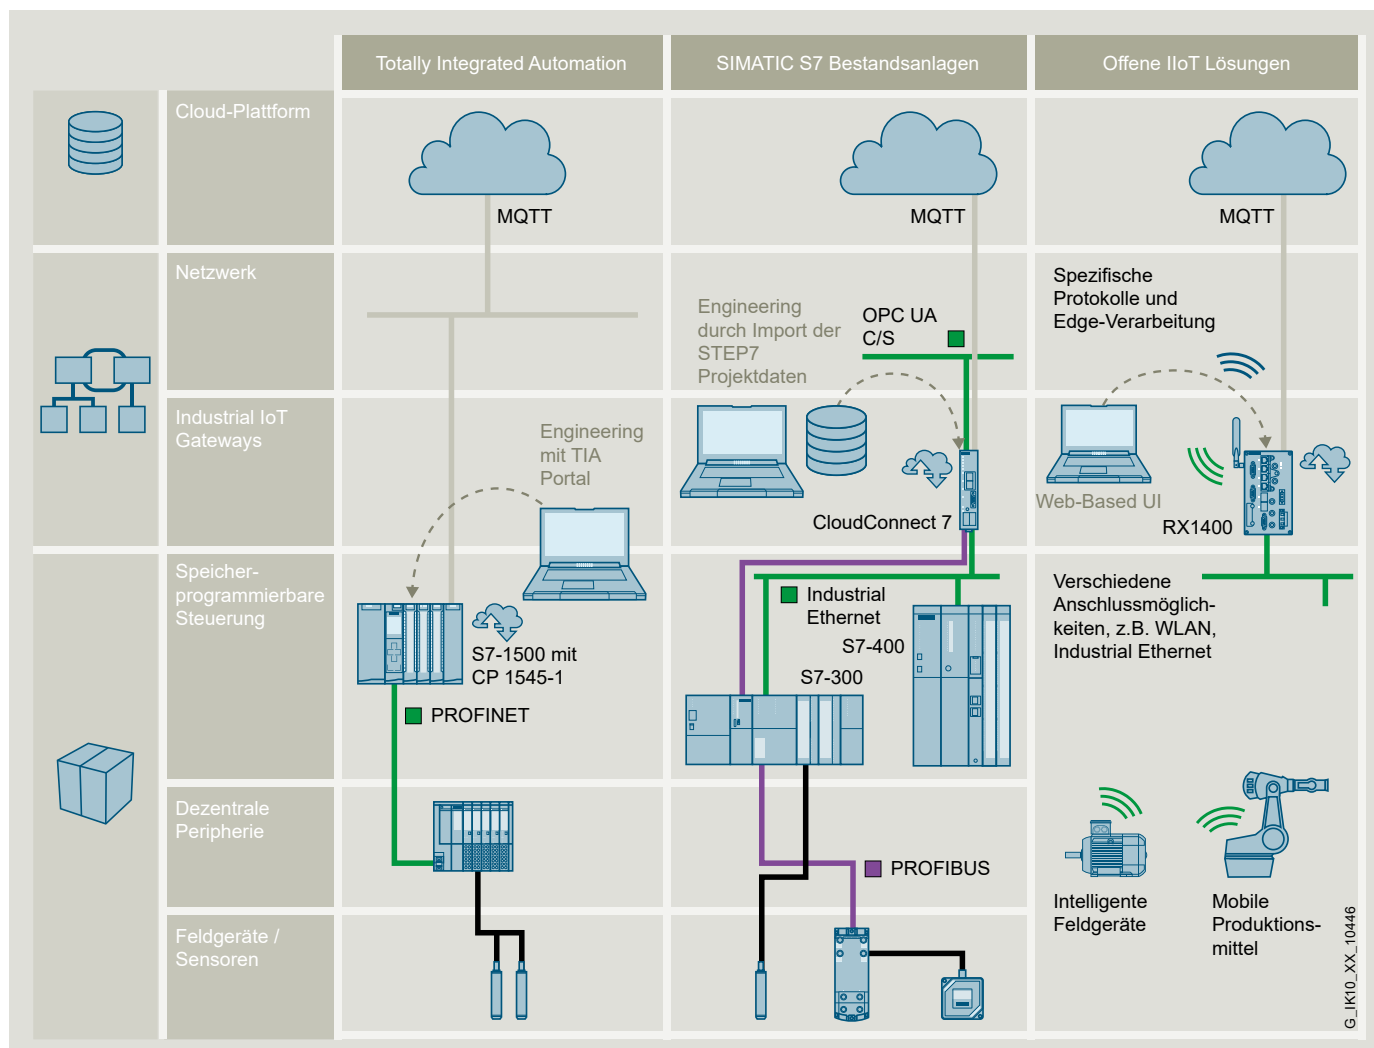 Totally Integrated Automation
SIMATIC S7 Bestandsanlagen
Offene IIoT Lösungen
Cloud-Plattform
MQTT
MQTT
MQTT
Netzwerk
Engineering
durch Import der
STEP7
Projektdaten
OPC UA
C/S
Spezifische
Protokolle und
Edge-Verarbeitung
Industrial IoT
Gateways
Engineering
mit TIA
Portal
CloudConnect 7
Web-Based UI
RX1400
Speicher-
programmierbare
Steuerung
S7-1500 mit
CP 1545-1
PROFINET
Industrial
Ethernet
S7-400
S7-300
Verschiedene
Anschlussmöglich-
keiten, z.B. WLAN,
Industrial Ethernet
Dezentrale
Peripherie
PROFIBUS
Intelligente
Feldgeräte
Mobile
Produktions-
mittel
Feldgeräte /
Sensoren
G_IK10_XX_10446